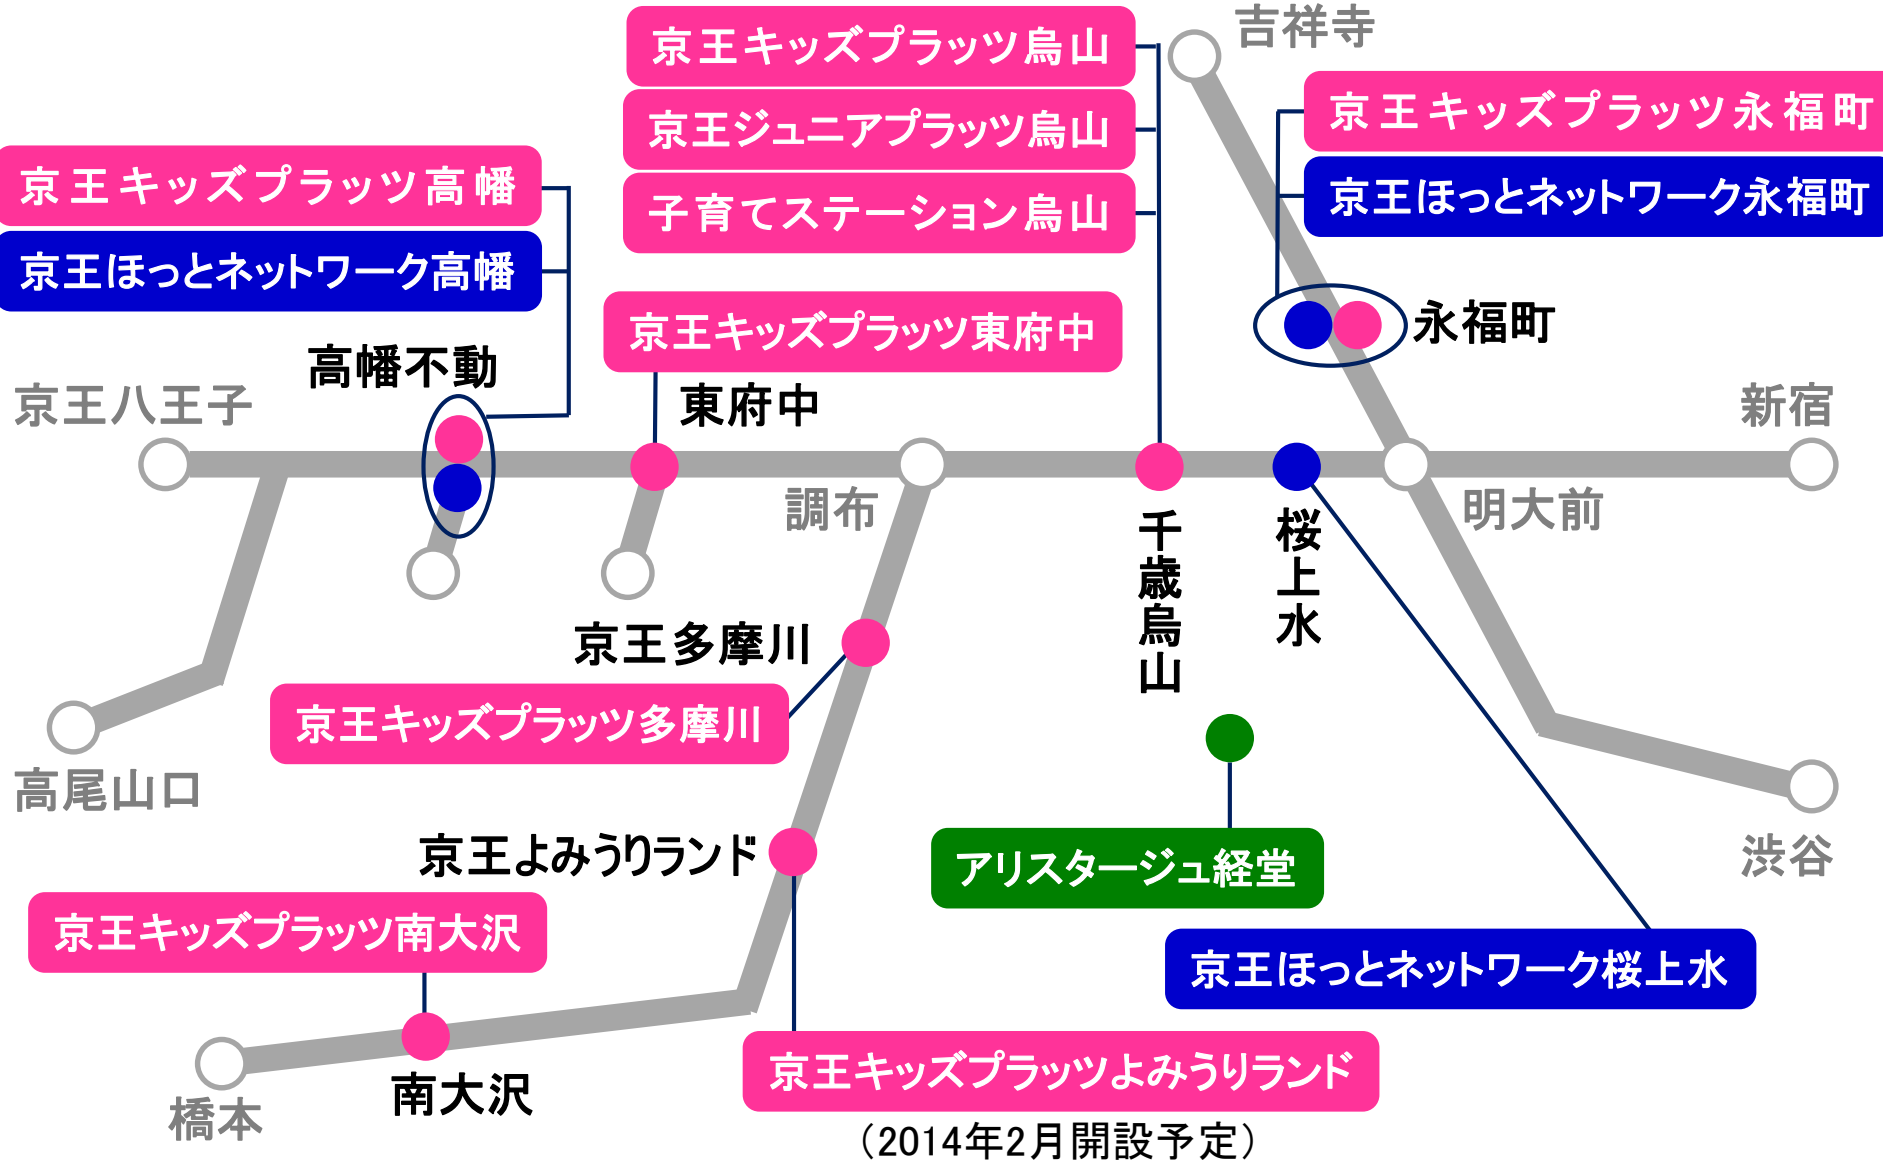 京王キッズプラッツ烏山
吉祥寺
京王キッズプラッツ永福町
京王ジュニアプラッツ烏山
京王キッズプラッツ高幡
京王ほっとネットワーク永福町
子育てステーション烏山
京王ほっとネットワーク高幡
京王キッズプラッツ東府中
永福町
高幡不動
京王八王子
東府中
新宿
調布
明大前
千歳烏山
桜上水
京王多摩川
京王キッズプラッツ多摩川
高尾山口
京王よみうりランド
アリスタージュ経堂
渋谷
京王キッズプラッツ南大沢
京王ほっとネットワーク桜上水
京王キッズプラッツよみうりランド
南大沢
橋本
（2014年2月開設予定）